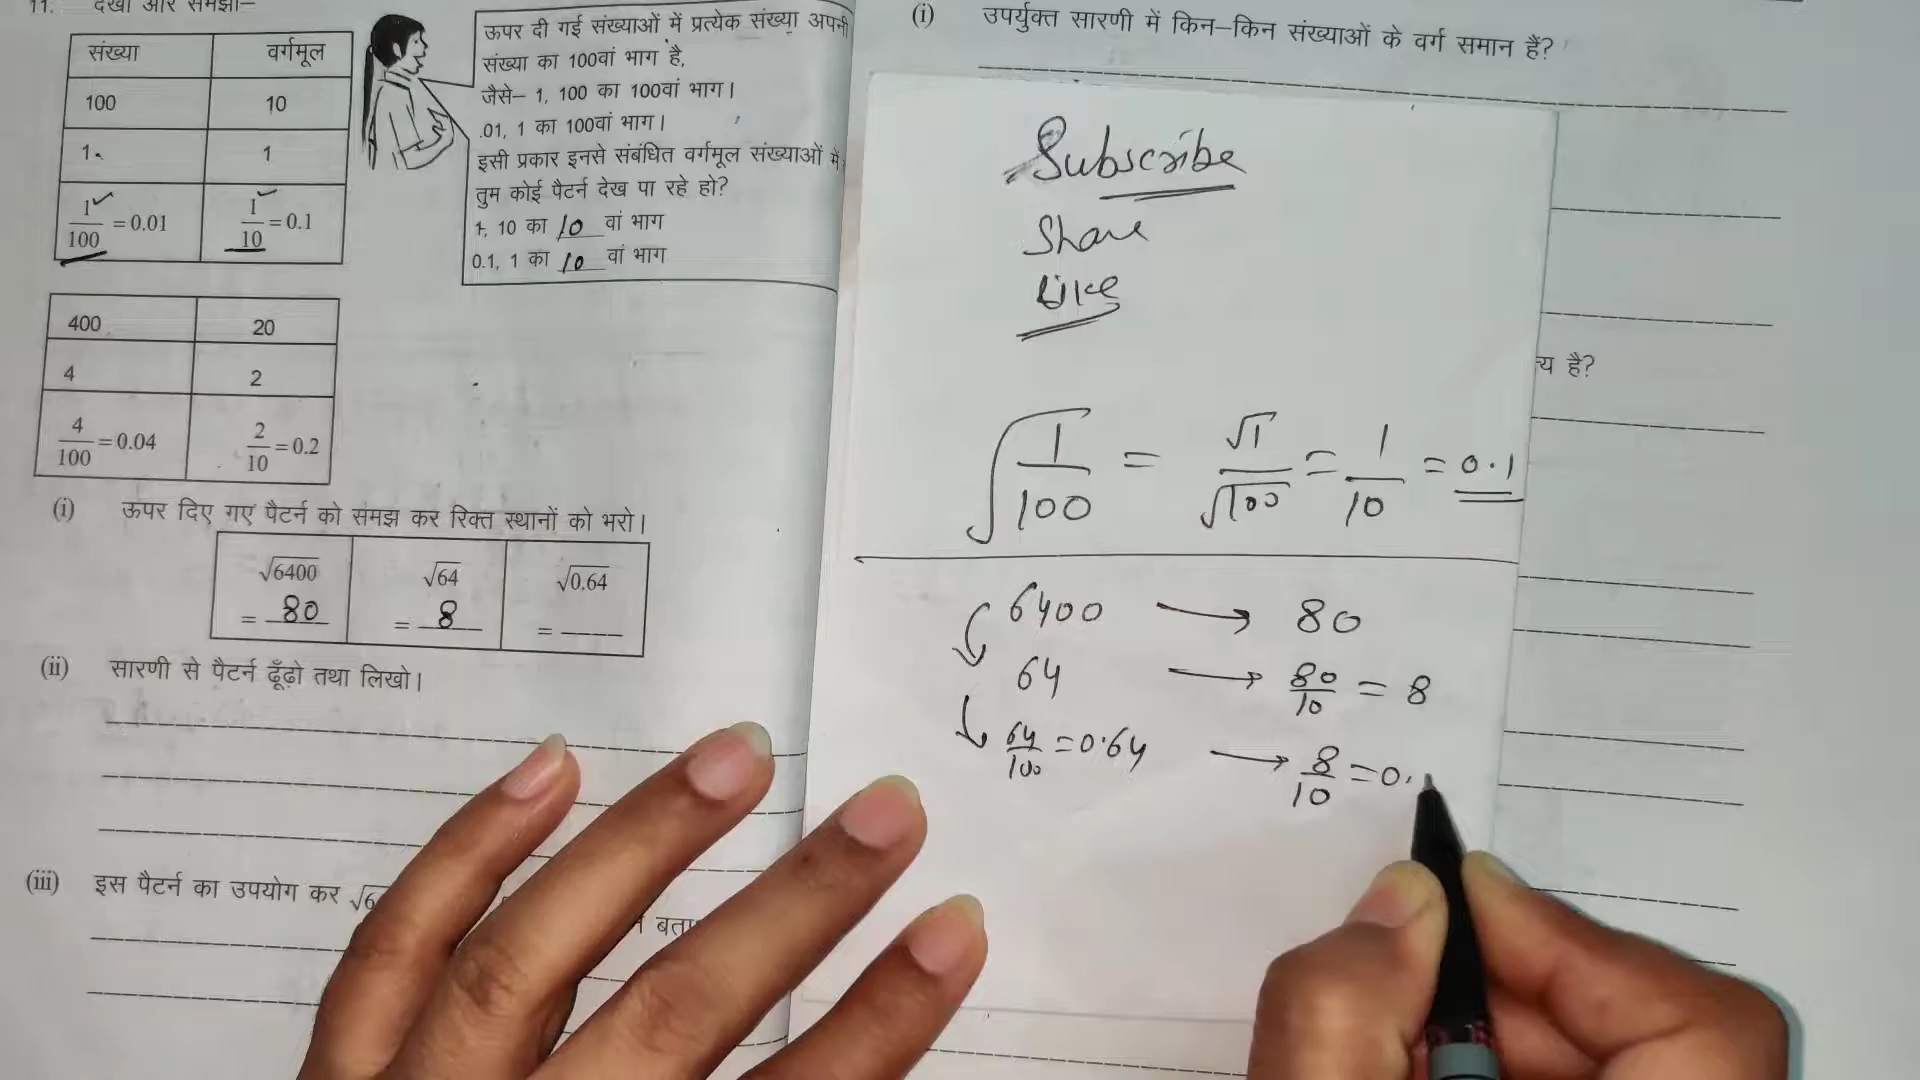 11. देखो और समझो–
संख्या वर्गमूल
100 10
1 1
1/100 = 0.01 1/10 = 0.1
ऊपर दी गई संख्याओं में प्रत्येक संख्या अपनी
संख्या का 100वां भाग है,
जैसे– 1, 100 का 100वां भाग।
.01, 1 का 100वां भाग।
इसी प्रकार इनसे संबंधित वर्गमूल संख्याओं में
तुम कोई पैटर्न देख पा रहे हो?
1, 10 का 10 वां भाग
0.1, 1 का 10 वां भाग
400 20
4 2
4/100 = 0.04 2/10 = 0.2
(i) ऊपर दिए गए पैटर्न को समझ कर रिक्त स्थानों को भरो।
√6400 √64 √0.64
= 80 = 8 = ____
(ii) सारणी से पैटर्न ढूँढ़ो तथा लिखो।
(iii) इस पैटर्न का उपयोग कर √6
(i) उपर्युक्त सारणी में किन–किन संख्याओं के वर्ग समान हैं?
Subscribe
Share
Like
है?
√(1/100) = √1/√100 = 1/10 = 0.1
6400 → 80
64 → 80/10 = 8
64/100 = 0.64 → 8/10 = 0.